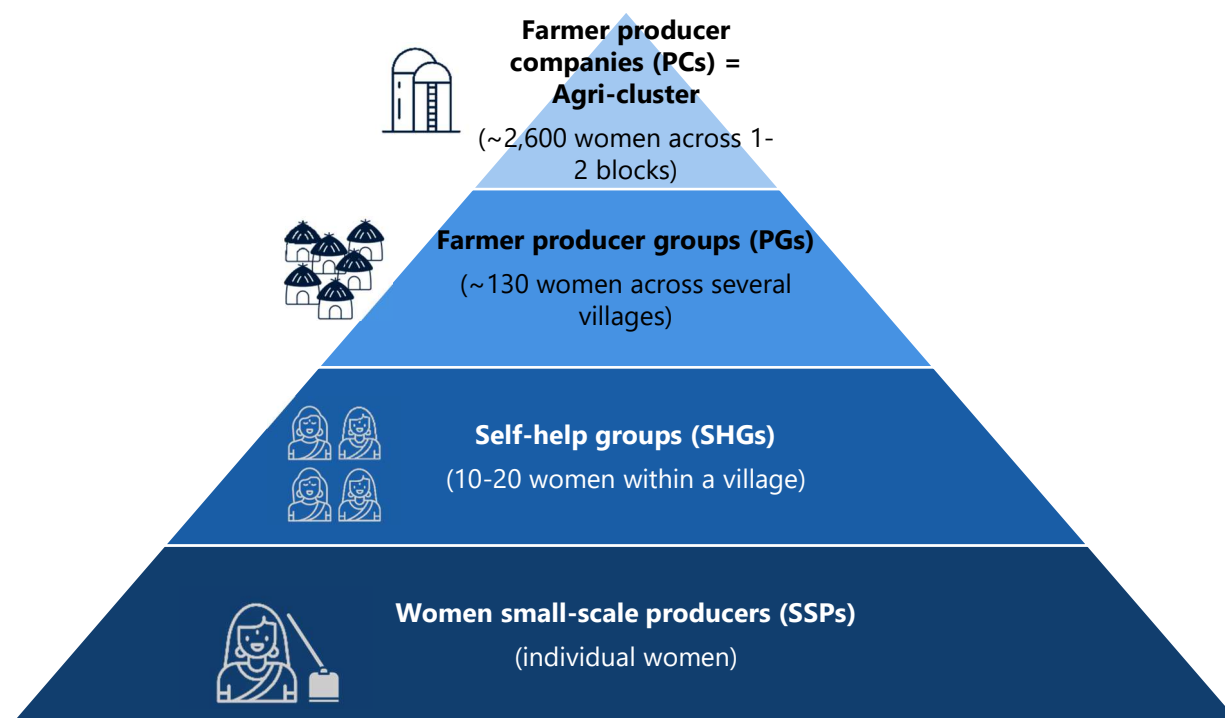 Farmer producer
companies (PCs) =
Agri-cluster
(~2,600 women across 1-
2 blocks)
Farmer producer groups (PGs)
(~130 women across several
villages)
Self-help groups (SHGs)
(10-20 women within a village)
Women small-scale producers (SSPs)
(individual women)